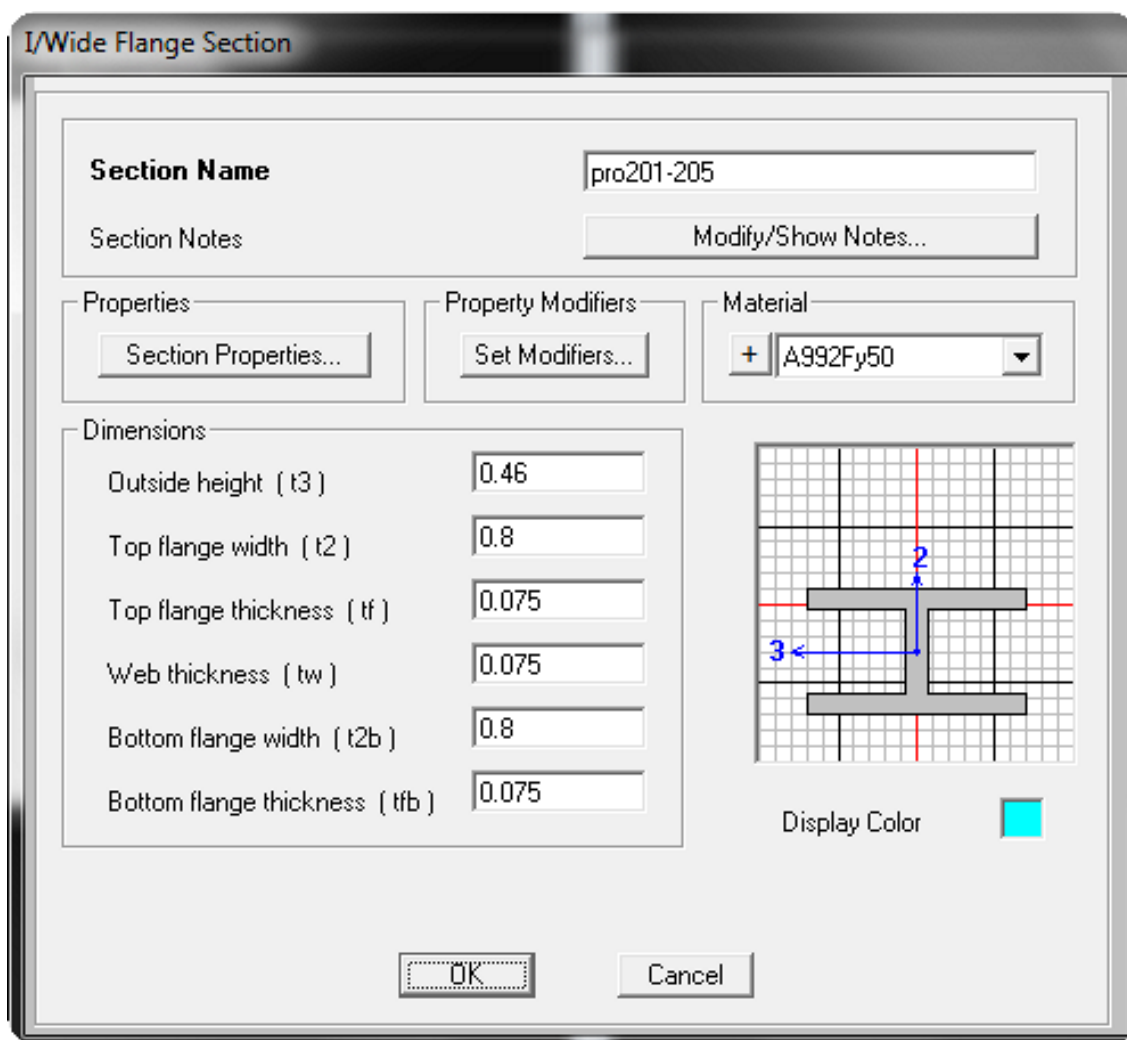 I/Wide Flange Section
Section Name pro201-205
Section Notes Modify/Show Notes...
Properties Property Modifiers Material
Section Properties... Set Modifiers... + A992Fy50
Dimensions
Outside height ( t3 ) 0.46
Top flange width ( t2 ) 0.8
Top flange thickness ( tf ) 0.075
Web thickness ( tw ) 0.075
Bottom flange width ( t2b ) 0.8
Bottom flange thickness ( tfb ) 0.075
2
3
Display Color
OK Cancel